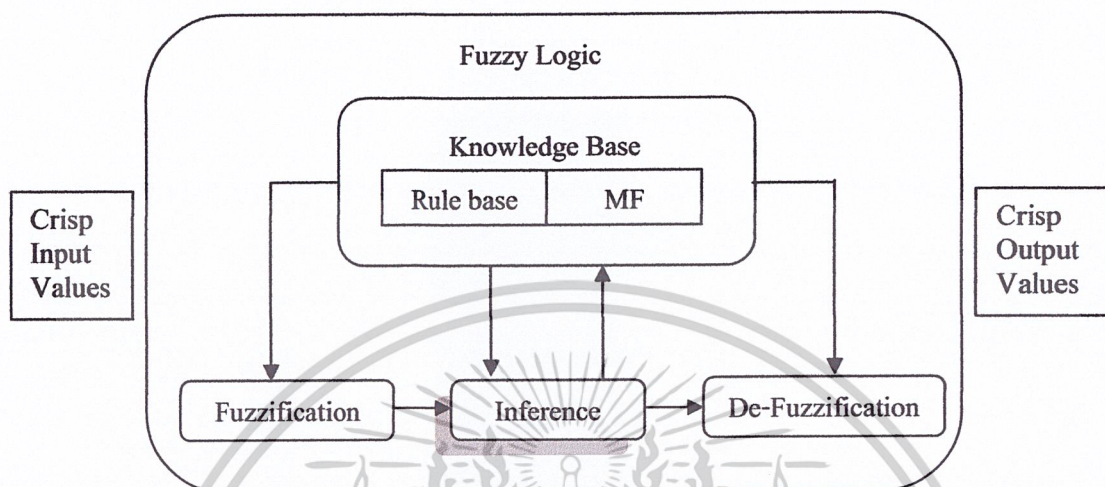 Fuzzy Logic
Knowledge Base
Rule base MF
Crisp
Input
Values
Crisp
Output
Values
Fuzzification
Inference
De-Fuzzification